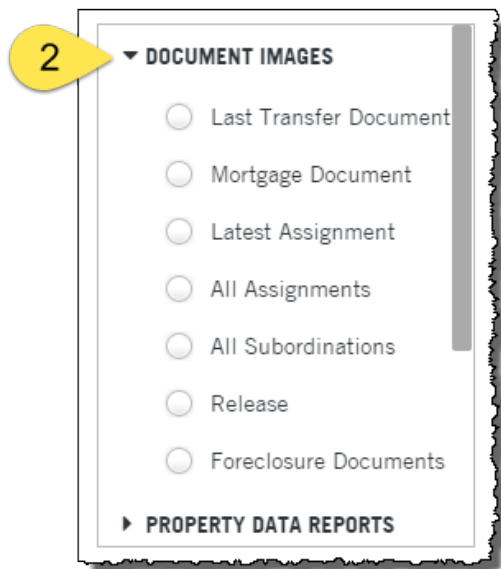 2
DOCUMENT IMAGES
Last Transfer Document
Mortgage Document
Latest Assignment
All Assignments
All Subordinations
Release
Foreclosure Documents
PROPERTY DATA REPORTS